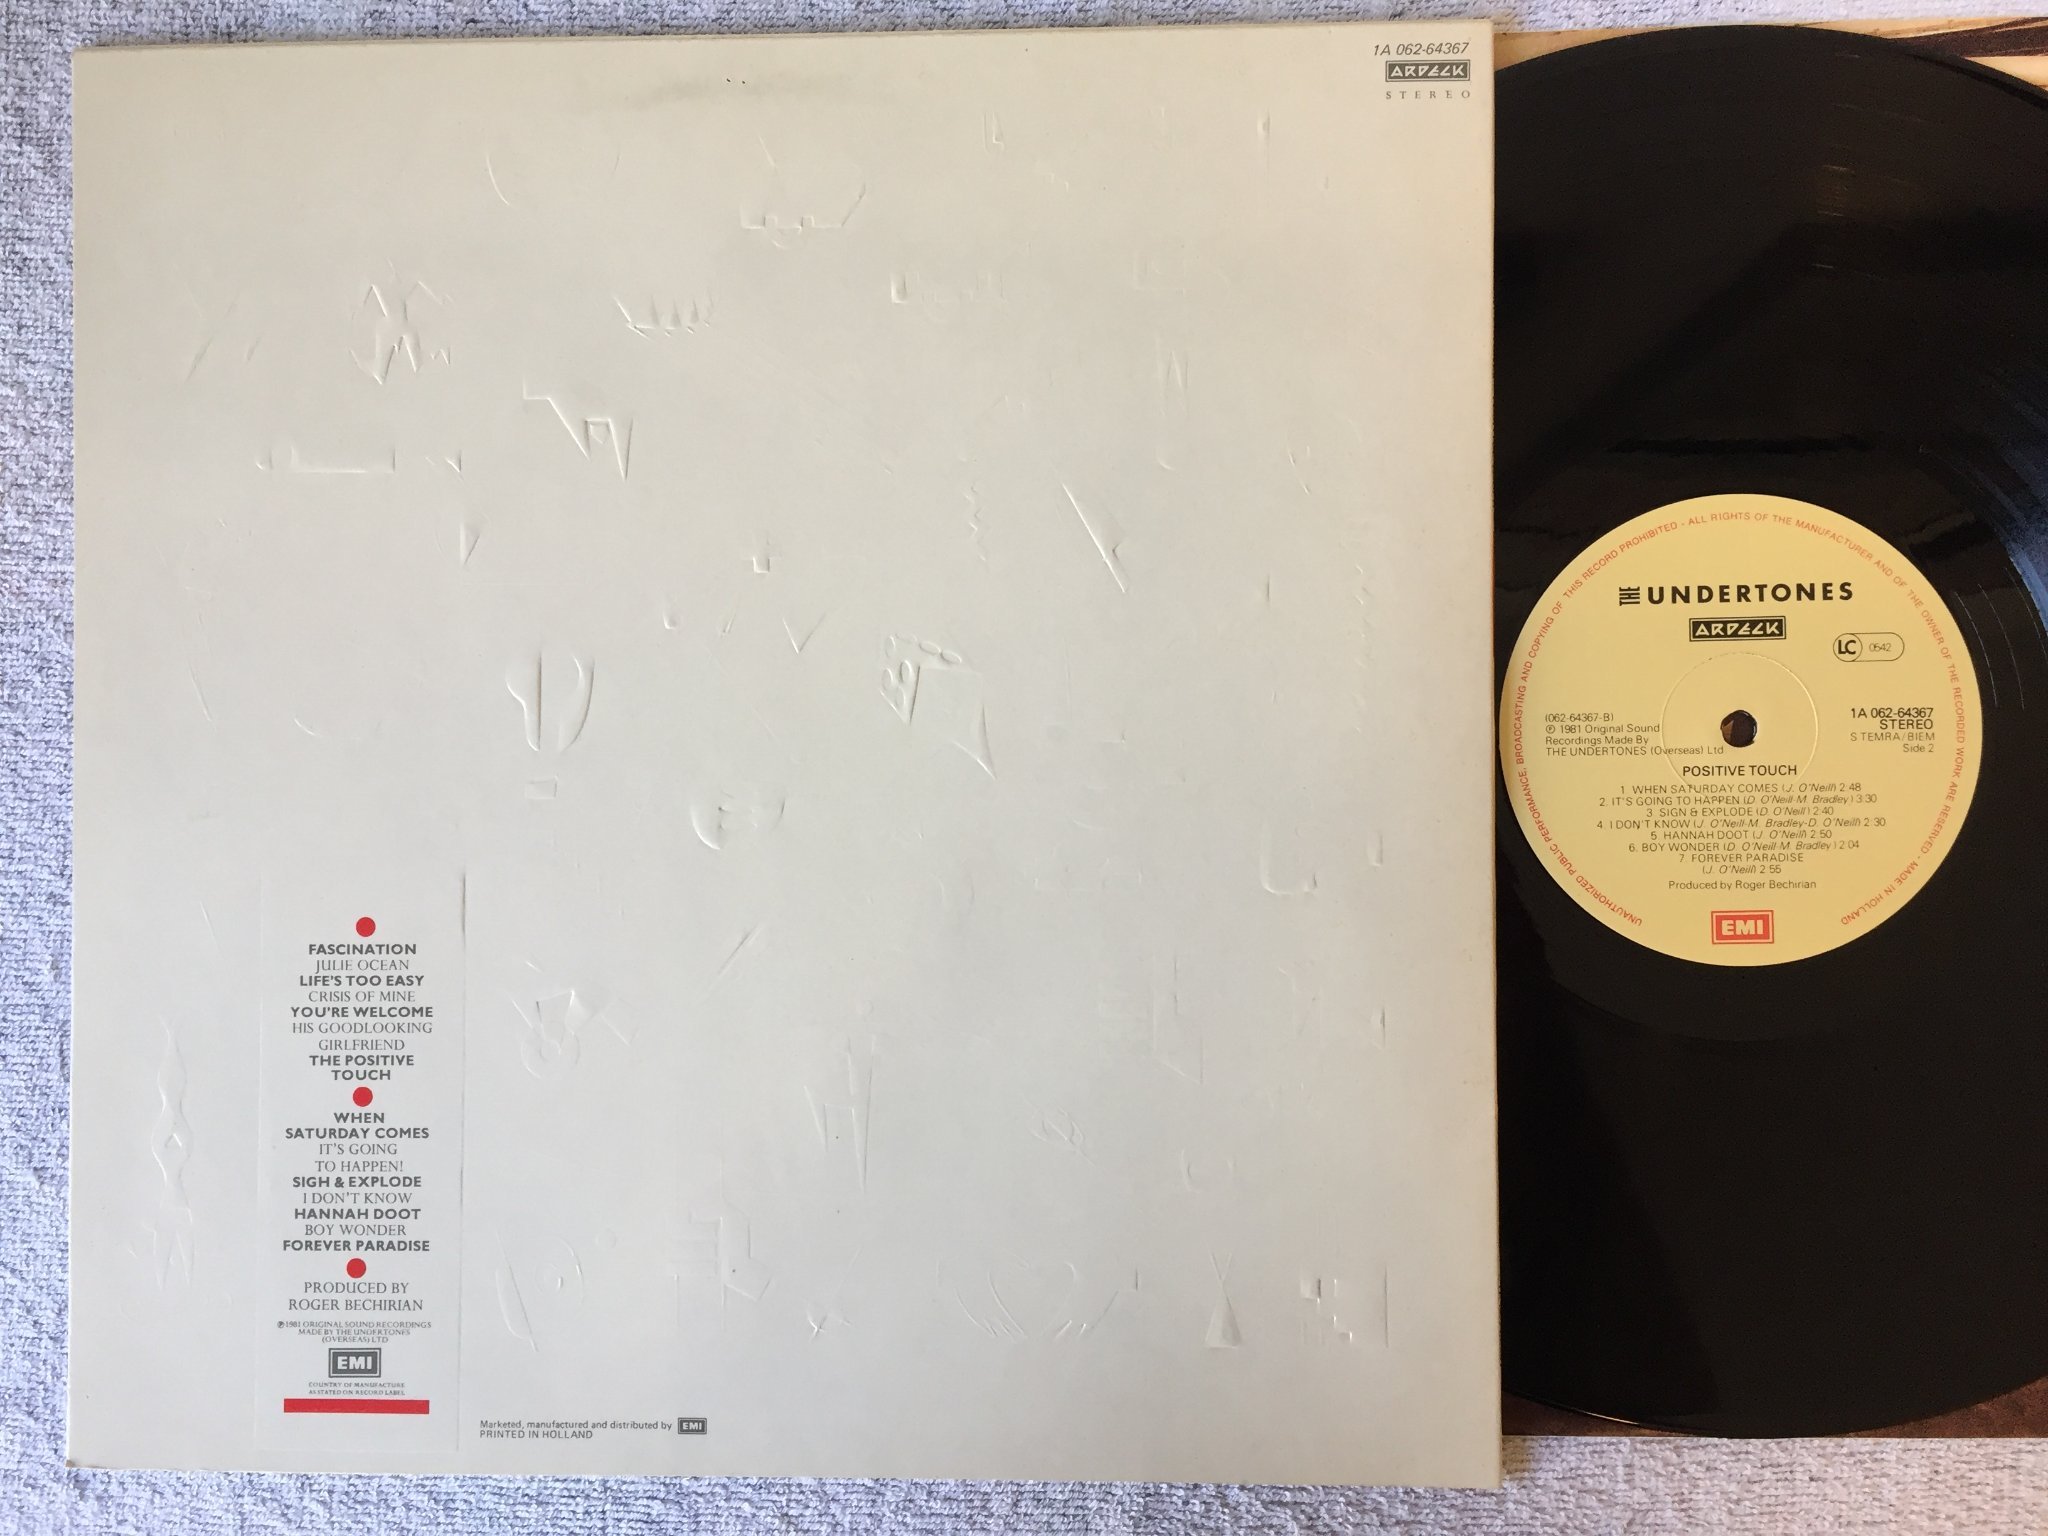 1A 062-64367
ARDECK
STEREO
FASCINATION
JULIE OCEAN
LIFE'S TOO EASY
CRISIS OF MINE
YOU'RE WELCOME
HIS GOODLOOKING
GIRLFRIEND
THE POSITIVE
TOUCH
WHEN
SATURDAY COMES
IT'S GOING
TO HAPPEN!
SIGH & EXPLODE
I DON'T KNOW
HANNAH DOOT
BOY WONDER
FOREVER PARADISE
PRODUCED BY
ROGER BECHIRIAN
℗1981 ORIGINAL SOUND RECORDINGS
MADE BY THE UNDERTONES
(OVERSEAS) LTD
EMI
COUNTRY OF MANUFACTURE
AS STATED ON RECORD LABEL
Marketed, manufactured and distributed by EMI
PRINTED IN HOLLAND
UNAUTHORIZED PUBLIC PERFORMANCE, BROADCASTING AND COPYING OF THIS RECORD PROHIBITED - ALL RIGHTS OF THE MANUFACTURER AND OF THE OWNER OF THE RECORDED WORK ARE RESERVED - MADE IN HOLLAND
THE UNDERTONES
ARDECK
LC 0542
(062-64367-B)
℗ 1981 Original Sound
Recordings Made By
THE UNDERTONES (Overseas) Ltd
1A 062-64367
STEREO
STEMRA/BIEM
Side 2
POSITIVE TOUCH
1. WHEN SATURDAY COMES (J. O'Neill) 2:48
2. IT'S GOING TO HAPPEN (D. O'Neill-M. Bradley) 3:30
3. SIGN & EXPLODE (D. O'Neill) 2:40
4. I DON'T KNOW (J. O'Neill-M. Bradley-D. O'Neill) 2:30
5. HANNAH DOOT (J. O'Neill) 2:50
6. BOY WONDER (D. O'Neill-M. Bradley) 2:04
7. FOREVER PARADISE
(J. O'Neill) 2:55
Produced by Roger Bechirian
EMI